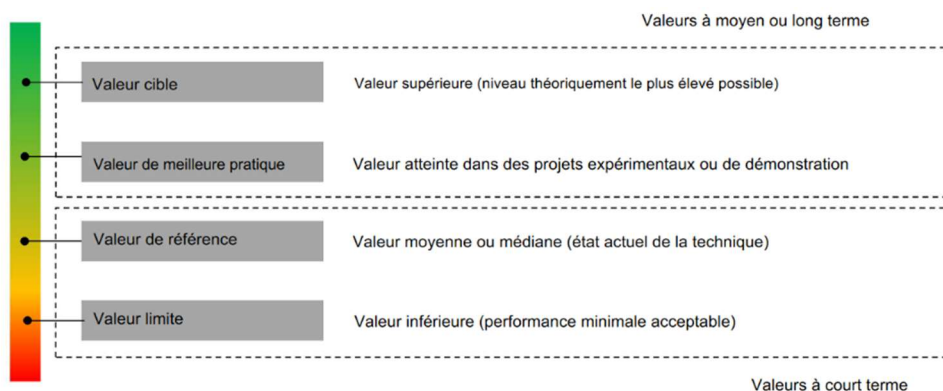 Valeurs à moyen ou long terme
Valeur cible
Valeur supérieure (niveau théoriquement le plus élevé possible)
Valeur de meilleure pratique
Valeur atteinte dans des projets expérimentaux ou de démonstration
Valeur de référence
Valeur moyenne ou médiane (état actuel de la technique)
Valeur limite
Valeur inférieure (performance minimale acceptable)
Valeurs à court terme